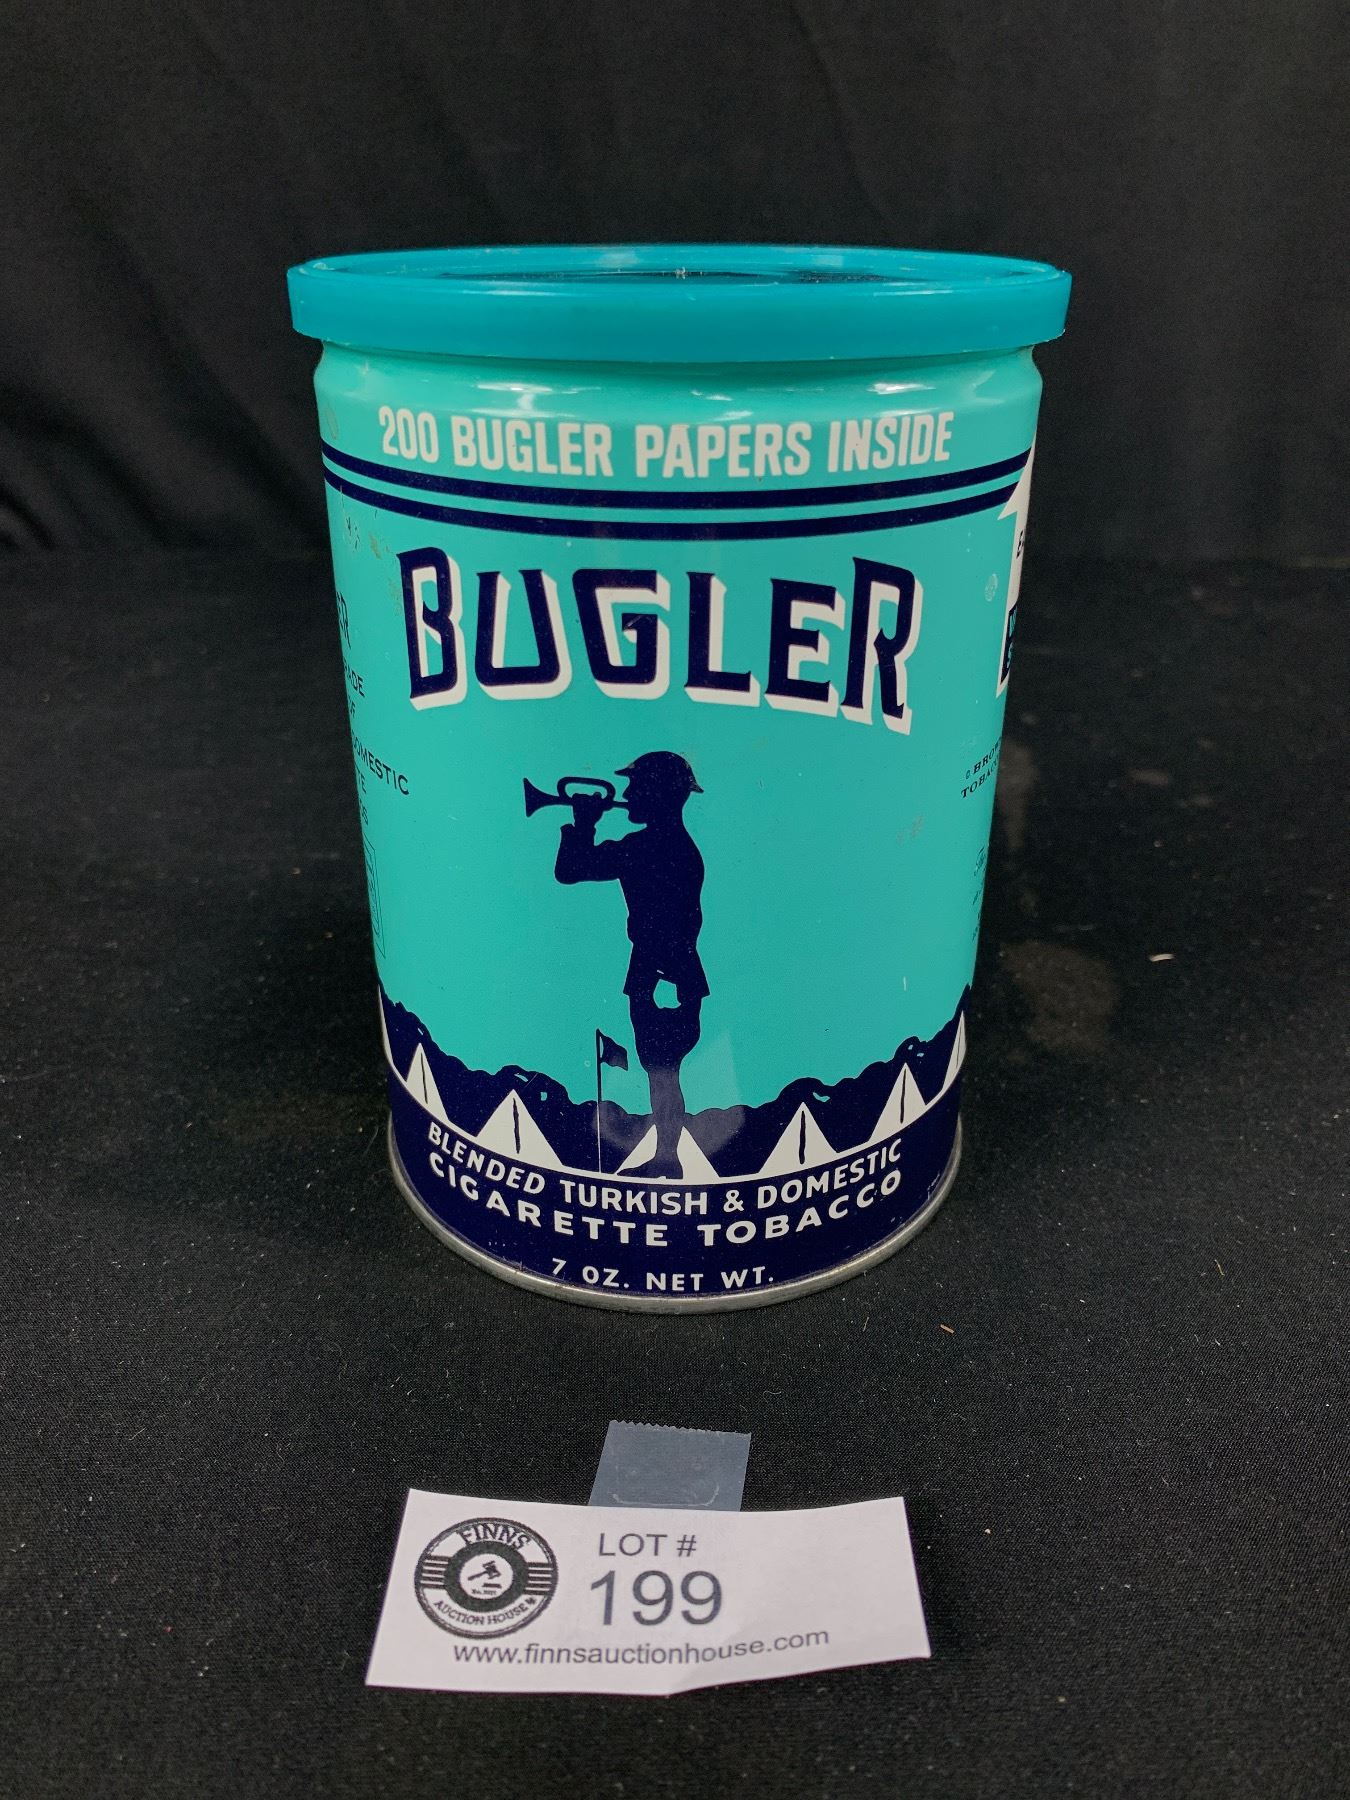 200 BUGLER PAPERS INSIDE
BUGLER
DOMESTIC
BLENDED TURKISH & DOMESTIC
CIGARETTE TOBACCO
7 OZ. NET WT.
FINNS
AUCTION HOUSE
LOT #
199
www.finnsauctionhouse.com